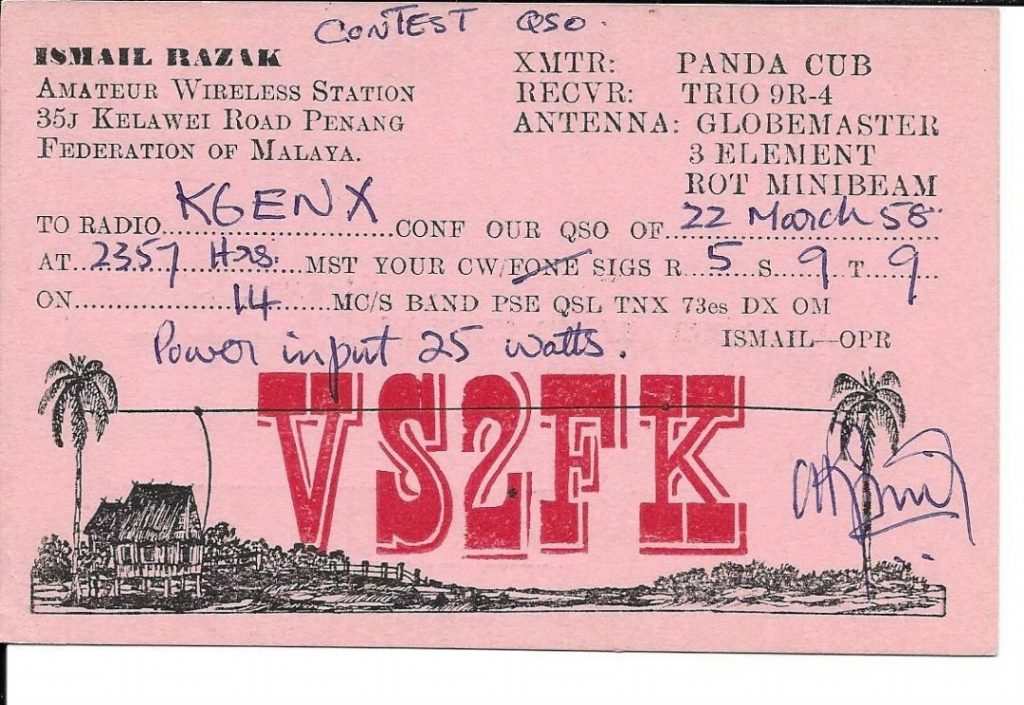 CONTEST QSO.
ISMAIL RAZAK
AMATEUR WIRELESS STATION
35J KELAWEI ROAD PENANG
FEDERATION OF MALAYA.
XMTR: PANDA CUB
RECVR: TRIO 9R-4
ANTENNA: GLOBEMASTER
3 ELEMENT
ROT MINIBEAM
TO RADIO K6ENX CONF OUR QSO OF 22 March 58
AT 2357 Hrs. MST YOUR CW/FONE SIGS R 5 S 9 T 9
ON 14 MC/S BAND PSE QSL TNX 73es DX OM
Power input 25 watts.
ISMAIL—OPR
VS2FK